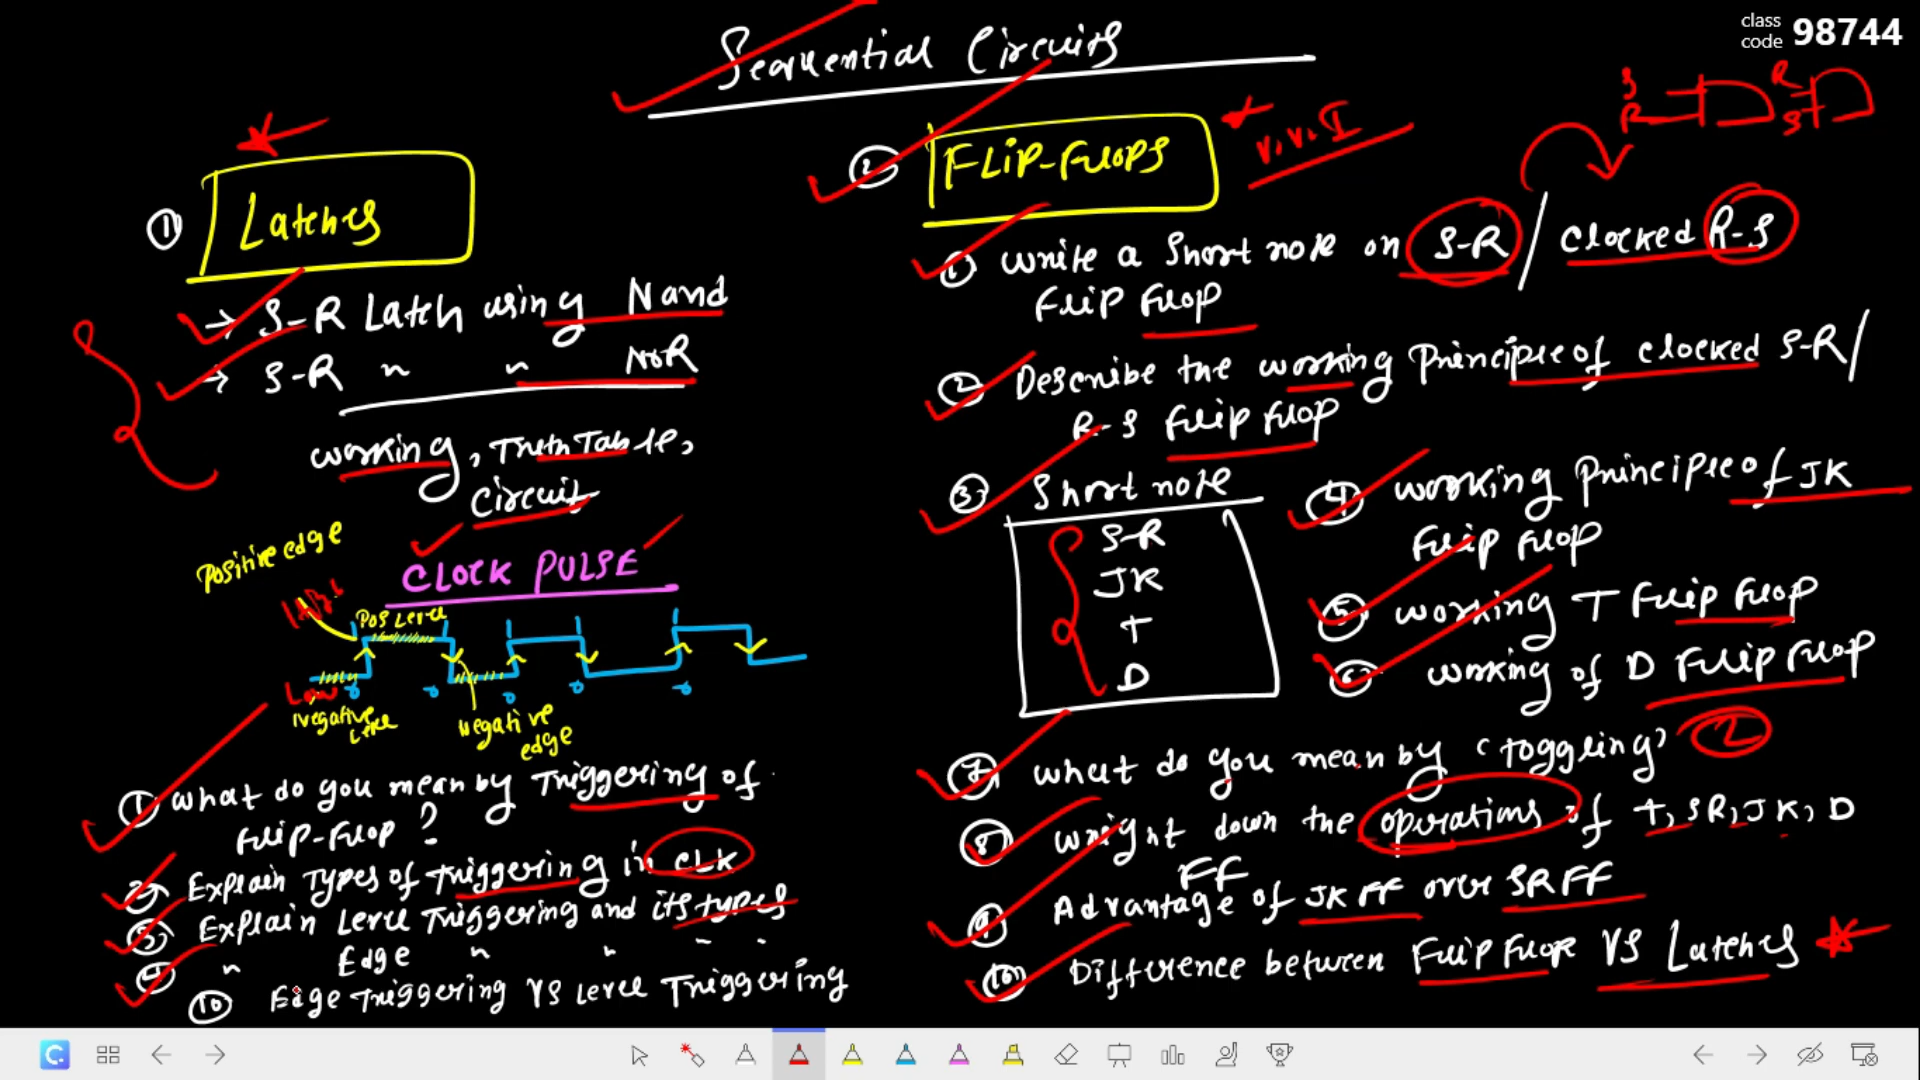 Sequential Circuits
class code 98744
S R
R S
① Latches
→ S-R Latch using Nand
→ S-R " " NOR
working, Truth Table,
Circuit
CLOCK PULSE
Positive edge
Pos Level
Low
Negative Level
Negative edge
① What do you mean by Triggering of
Flip-Flop ?
② Explain Types of Triggering in CLK
③ Explain Level Triggering and its types
④ " Edge " " " "
⑩ Edge Triggering VS Level Triggering
② FLIP-FLOPS
V.V.I
① Write a Short note on S-R / Clocked R-S
Flip Flop
② Describe the working Principle of clocked S-R/
R-S Flip Flop
③ Short note
S-R
JK
T
D
④ working Principle of JK
Flip Flop
⑤ working T Flip Flop
⑥ working of D Flip Flop
⑦ What do you mean by 'Toggling' ②
⑧ Wright down the operations of T, SR, JK, D
FF
⑨ Advantage of JK FF over SR FF
⑩ Difference between Flip Flop VS Latches